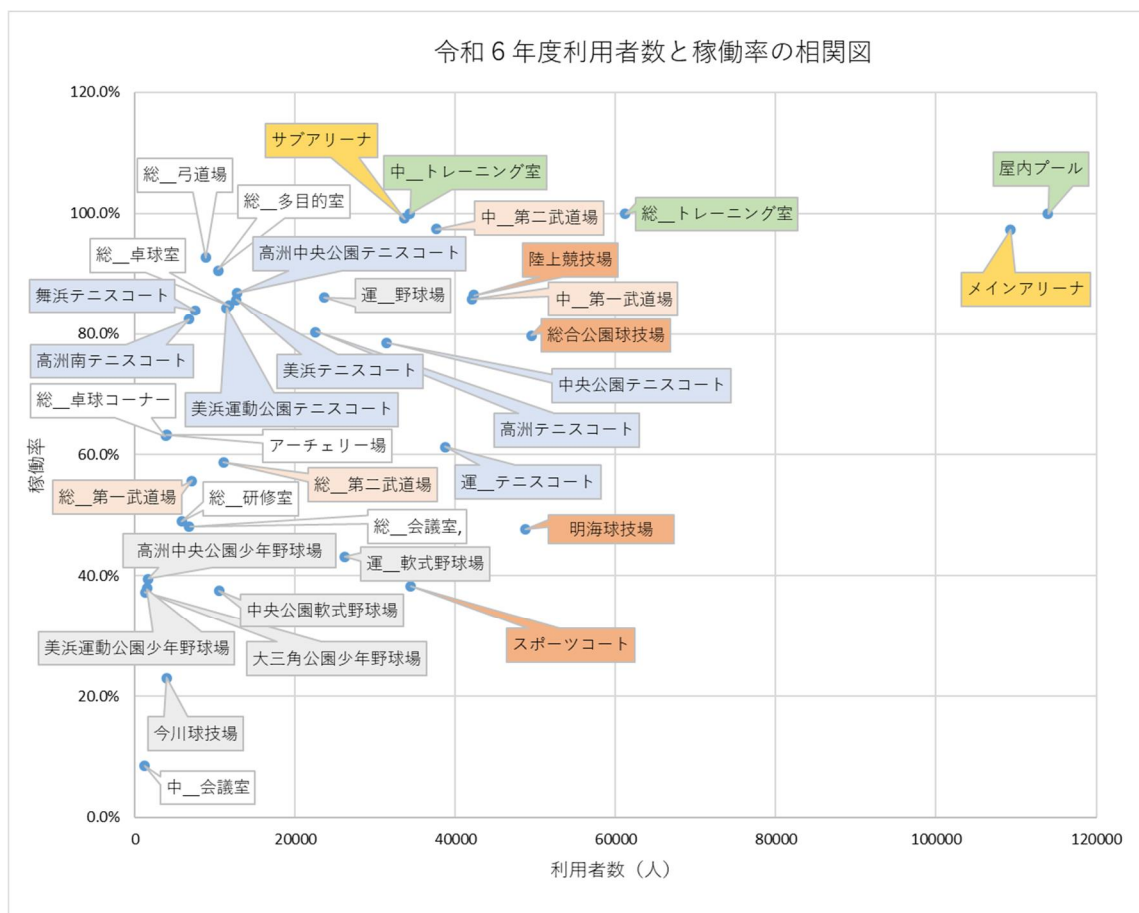 令和６年度利用者数と稼働率の相関図
120.0%
サブアリーナ
中__トレーニング室
屋内プール
総__弓道場
総__多目的室
100.0%
中__第二武道場
総__トレーニング室
総__卓球室
高洲中央公園テニスコート
陸上競技場
メインアリーナ
舞浜テニスコート
運__野球場
中__第一武道場
80.0%
総合公園球技場
高洲南テニスコート
美浜テニスコート
中央公園テニスコート
総__卓球コーナー
美浜運動公園テニスコート
高洲テニスコート
アーチェリー場
60.0%
稼働率
総__第一武道場
総__研修室
総__第二武道場
運__テニスコート
総__会議室,
明海球技場
高洲中央公園少年野球場
運__軟式野球場
40.0%
中央公園軟式野球場
美浜運動公園少年野球場
大三角公園少年野球場
スポーツコート
20.0%
今川球技場
中__会議室
0.0%
0
20000
40000
60000
80000
100000
120000
利用者数（人）